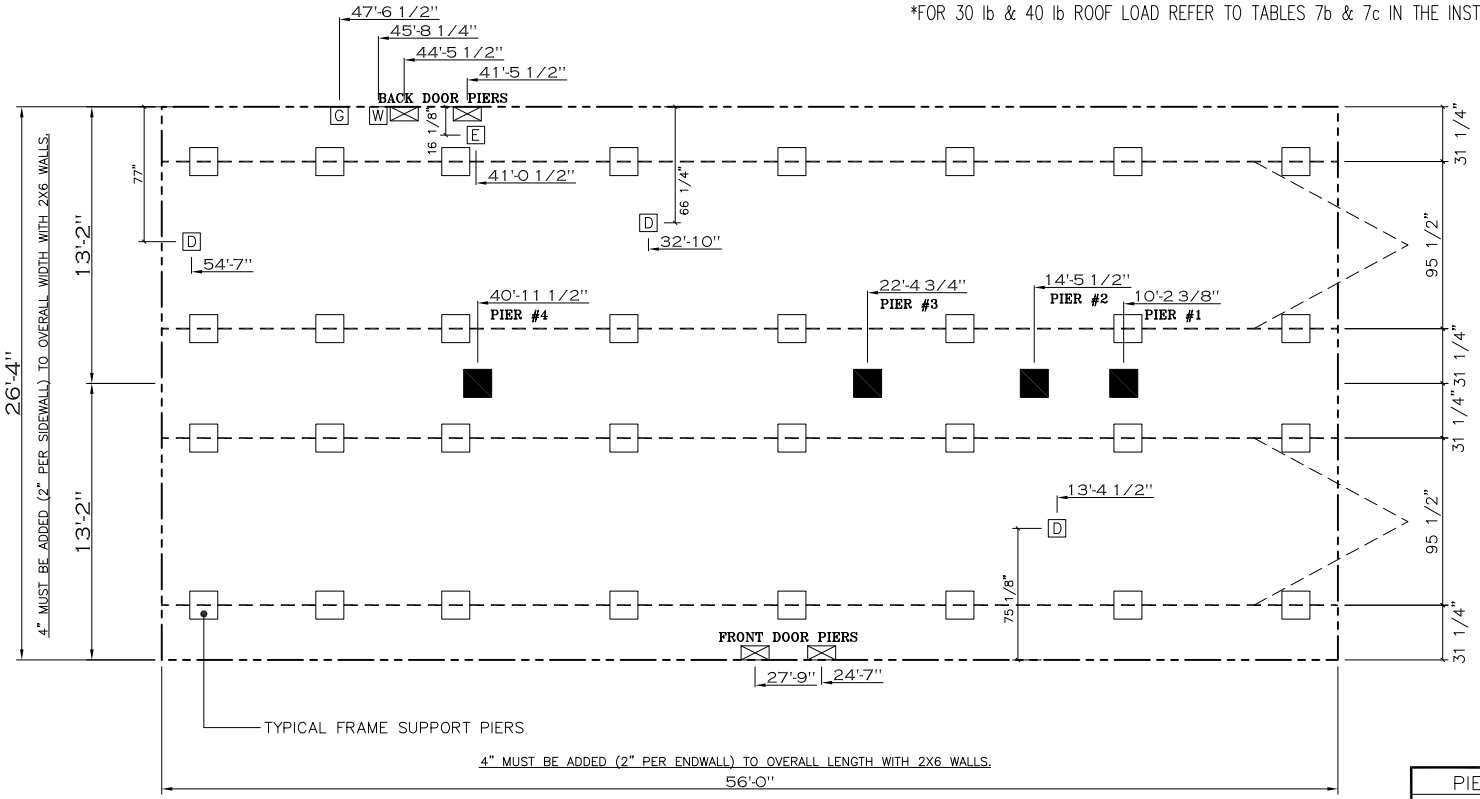 *FOR 30 lb & 40 lb ROOF LOAD REFER TO TABLES 7b & 7c IN THE INST
47'-6 1/2"
45'-8 1/4"
44'-5 1/2"
41'-5 1/2"
BACK DOOR PIERS
G
W
E
16 1/8"
41'-0 1/2"
77"
D
54'-7"
66 1/4"
D
32'-10"
31 1/4"
95 1/2"
31 1/4"
31 1/4"
95 1/2"
31 1/4"
26'-4"
13'-2"
13'-2"
4" MUST BE ADDED (2" PER SIDEWALL) TO OVERALL WIDTH WITH 2X6 WALLS.
40'-11 1/2"
PIER #4
22'-4 3/4"
PIER #3
14'-5 1/2"
PIER #2
10'-2 3/8"
PIER #1
13'-4 1/2"
D
75 1/8"
FRONT DOOR PIERS
27'-9"
24'-7"
TYPICAL FRAME SUPPORT PIERS
4" MUST BE ADDED (2" PER ENDWALL) TO OVERALL LENGTH WITH 2X6 WALLS.
56'-0"
PIE